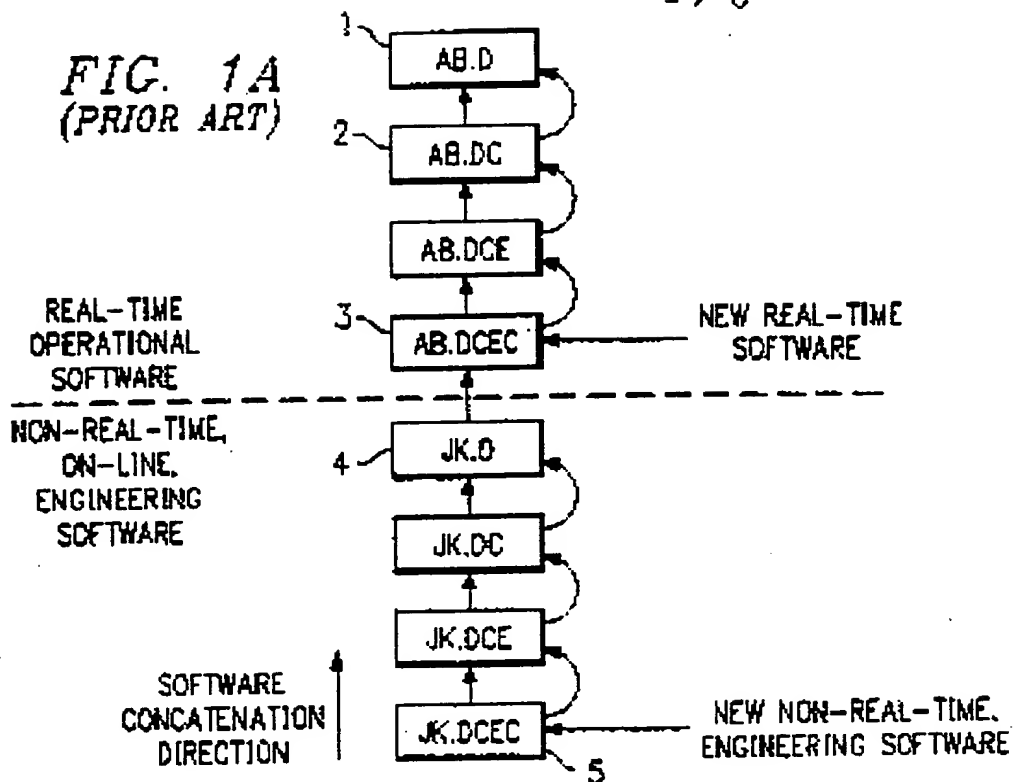 FIG. 1A
(PRIOR ART)
1
AB.D
2
AB.DC
AB.DCE
REAL-TIME
OPERATIONAL
SOFTWARE
3
AB.DCEC
NEW REAL-TIME
SOFTWARE
NON-REAL-TIME,
ON-LINE,
ENGINEERING
SOFTWARE
4
JK.D
JK.DC
JK.DCE
SOFTWARE
CONCATENATION
DIRECTION
JK.DCEC
5
NEW NON-REAL-TIME,
ENGINEERING SOFTWARE